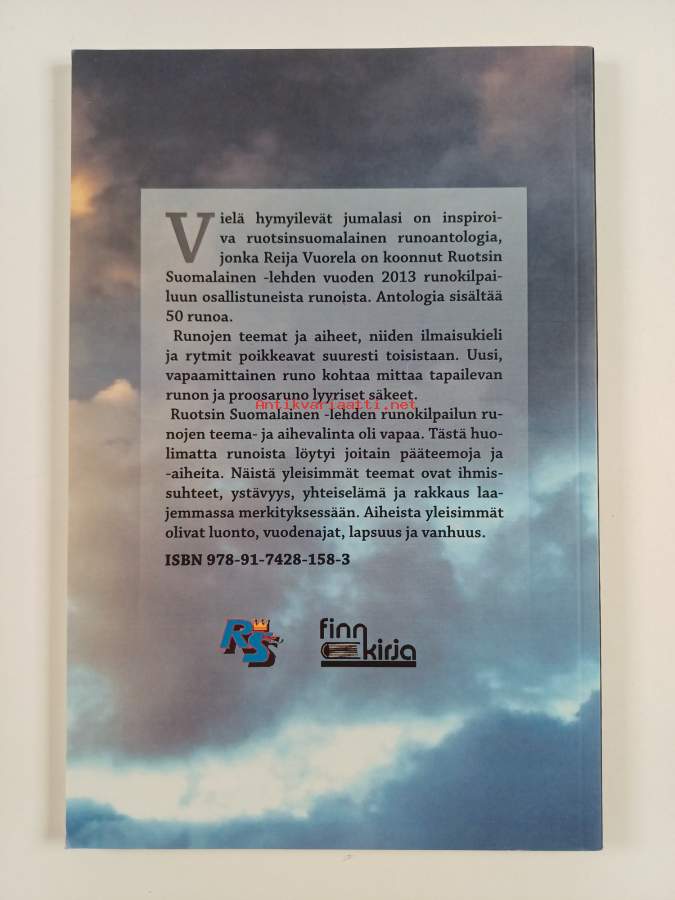 Vielä hymyilevät jumalasi on inspiroi-
va ruotsinsuomalainen runoantologia,
jonka Reija Vuorela on koonnut Ruotsin
Suomalainen -lehden vuoden 2013 runokilpai-
luun osallistuneista runoista. Antologia sisältää
50 runoa.
Runojen teemat ja aiheet, niiden ilmaisukieli
ja rytmit poikkeavat suuresti toisistaan. Uusi,
vapaamittainen runo kohtaa mittaa tapailevan
runon ja proosaruno lyyriset säkeet.
Antikvariaatti.net
Ruotsin Suomalainen -lehden runokilpailun ru-
nojen teema- ja aihevalinta oli vapaa. Tästä huo-
limatta runoista löytyi joitain pääteemoja ja
-aiheita. Näistä yleisimmät teemat ovat ihmis-
suhteet, ystävyys, yhteiselämä ja rakkaus laa-
jemmassa merkityksessään. Aiheista yleisimmät
olivat luonto, vuodenajat, lapsuus ja vanhuus.
ISBN 978-91-7428-158-3
RS
finn
kirja